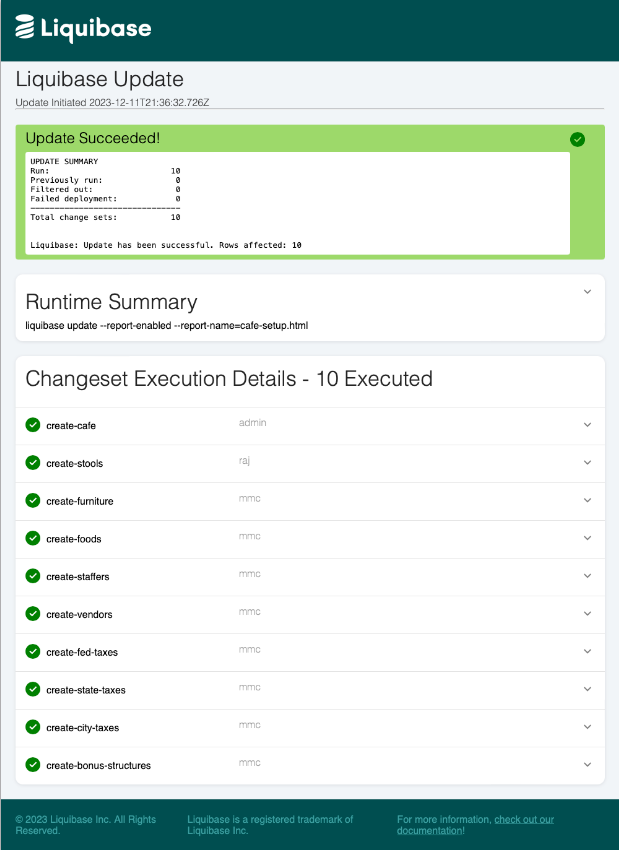 Liquibase
Liquibase Update
Update Initiated 2023-12-11T21:36:32.726Z
Update Succeeded!
UPDATE SUMMARY
Run: 10
Previously run: 0
Filtered out: 0
Failed deployment: 0
-------------------------------
Total change sets: 10
Liquibase: Update has been successful. Rows affected: 10
Runtime Summary
liquibase update --report-enabled --report-name=cafe-setup.html
Changeset Execution Details - 10 Executed
create-cafe admin
create-stools raj
create-furniture mmc
create-foods mmc
create-staffers mmc
create-vendors mmc
create-fed-taxes mmc
create-state-taxes mmc
create-city-taxes mmc
create-bonus-structures mmc
© 2023 Liquibase Inc. All Rights
Reserved.
Liquibase is a registered trademark of
Liquibase Inc.
For more information, check out our
documentation!